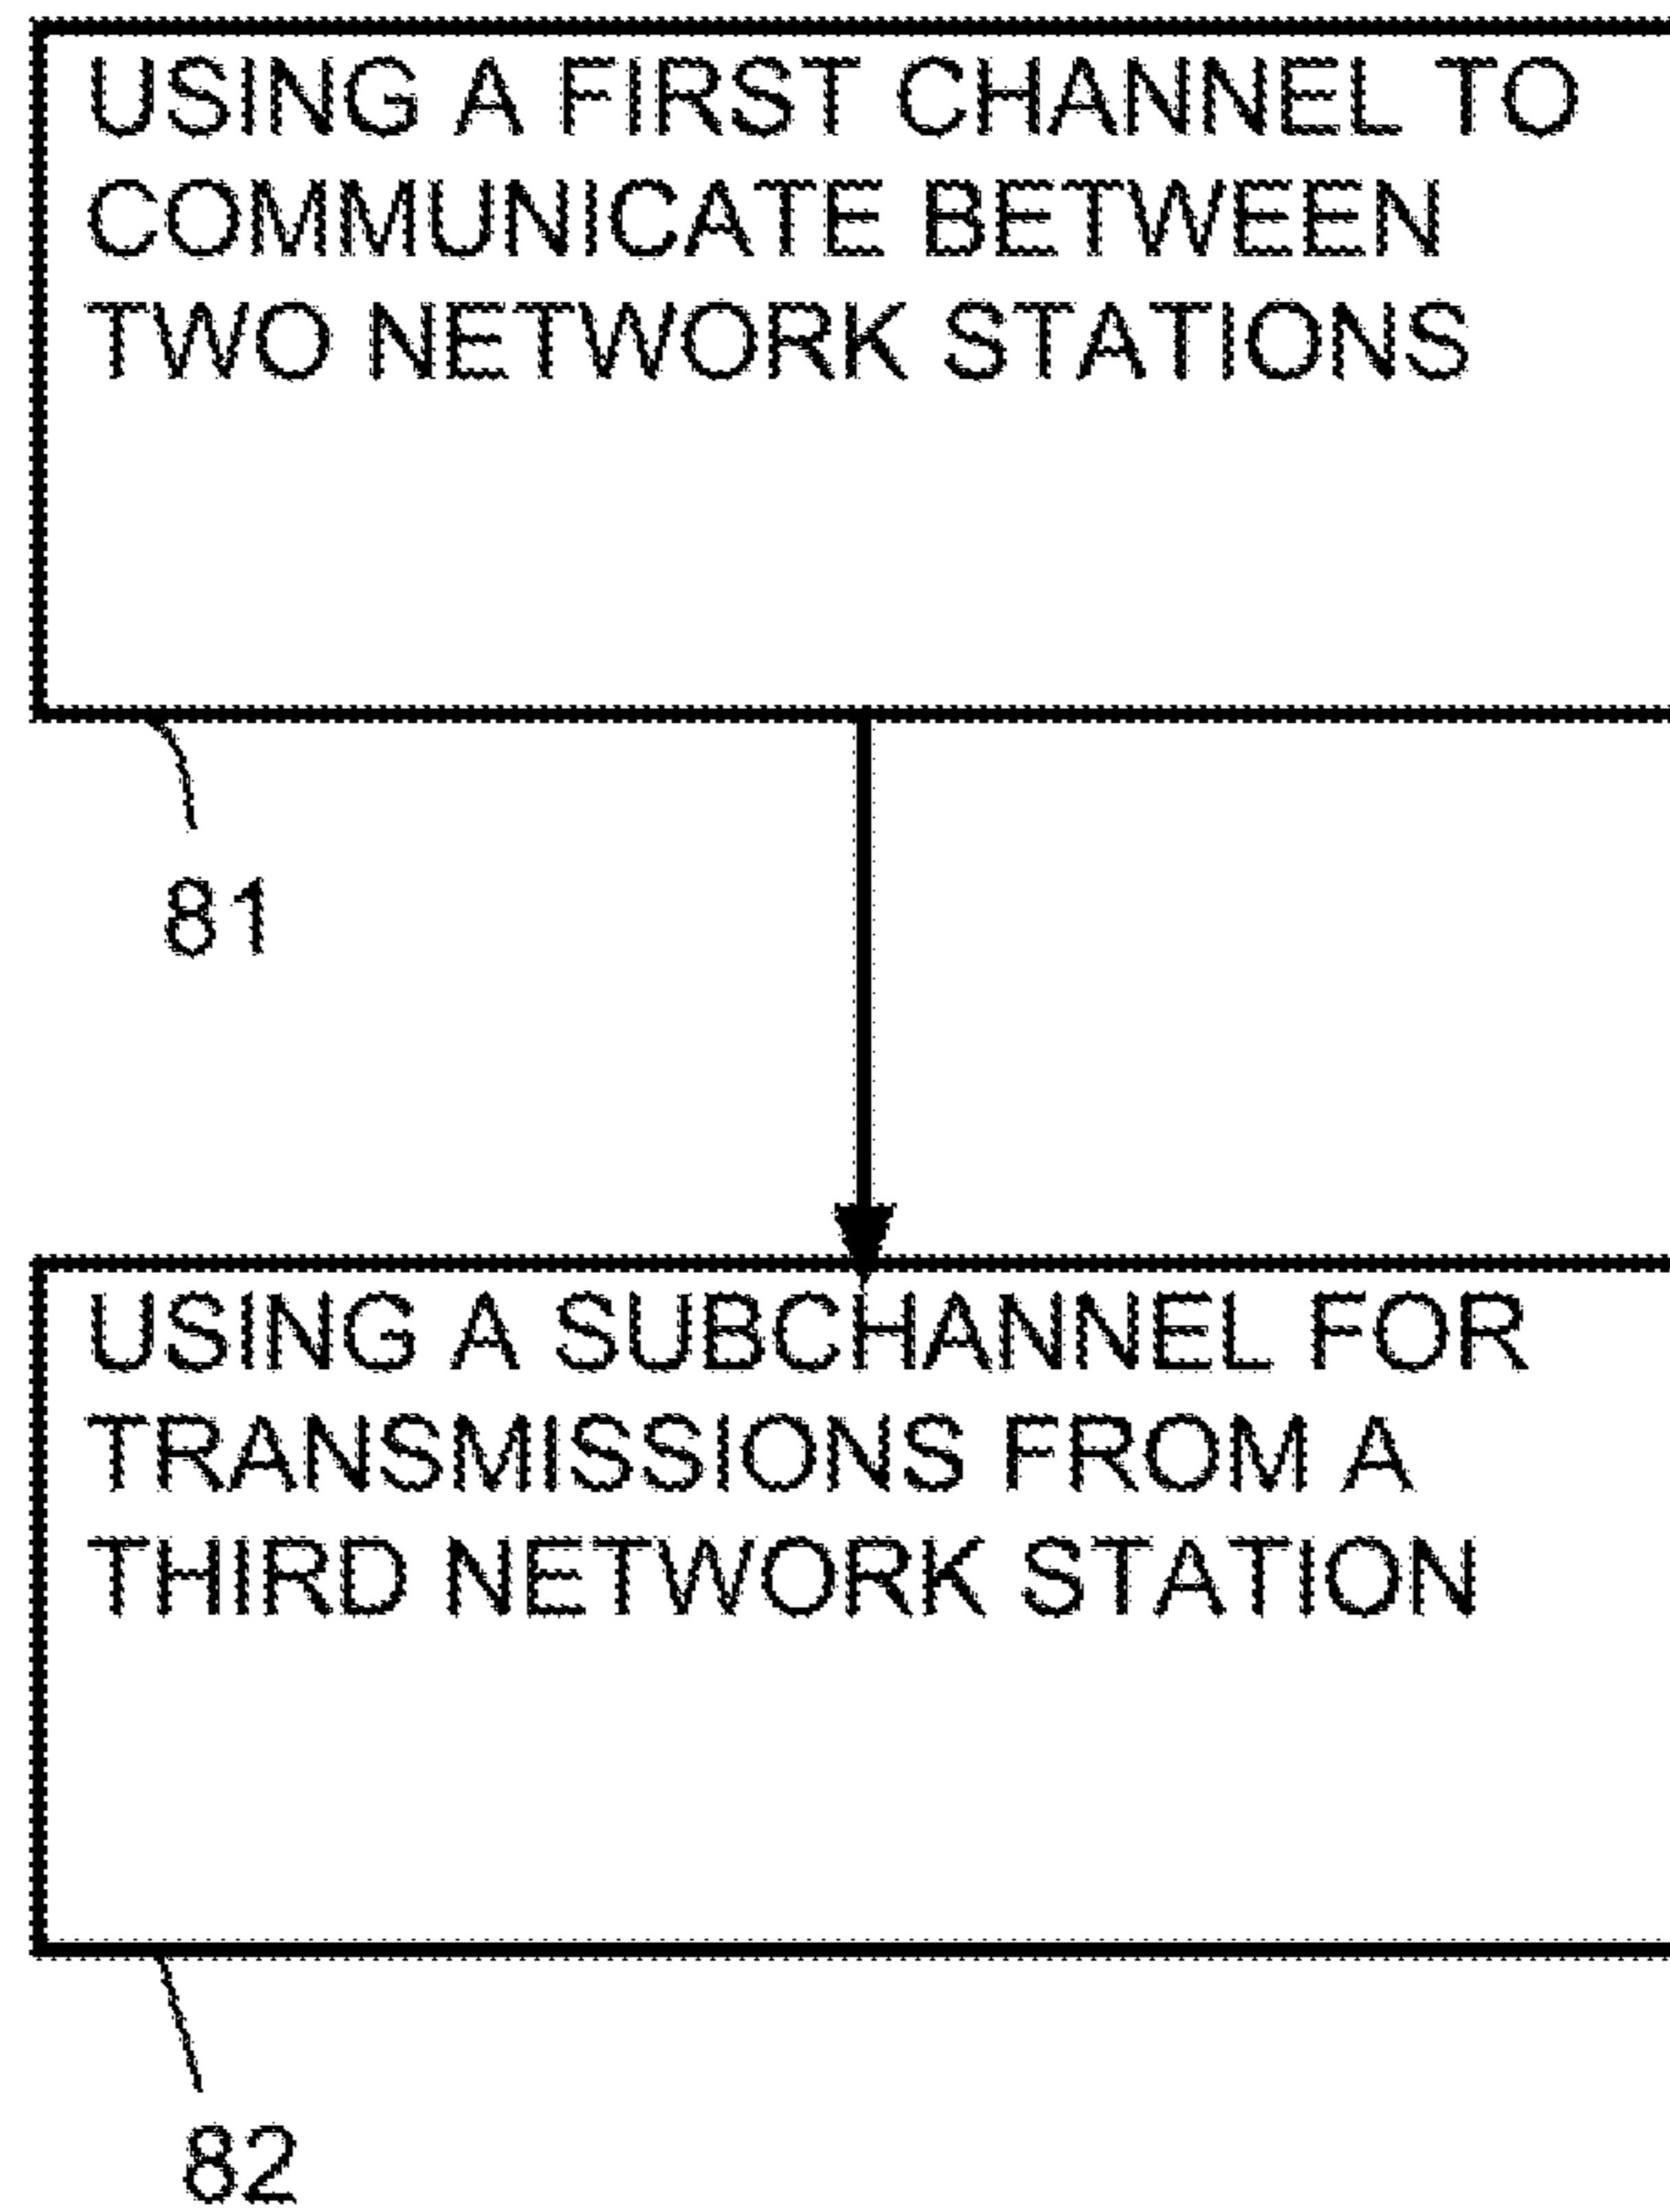 USING A FIRST CHANNEL TO
COMMUNICATE BETWEEN
TWO NETWORK STATIONS
81
USING A SUBCHANNEL FOR
TRANSMISSIONS FROM A
THIRD NETWORK STATION
82